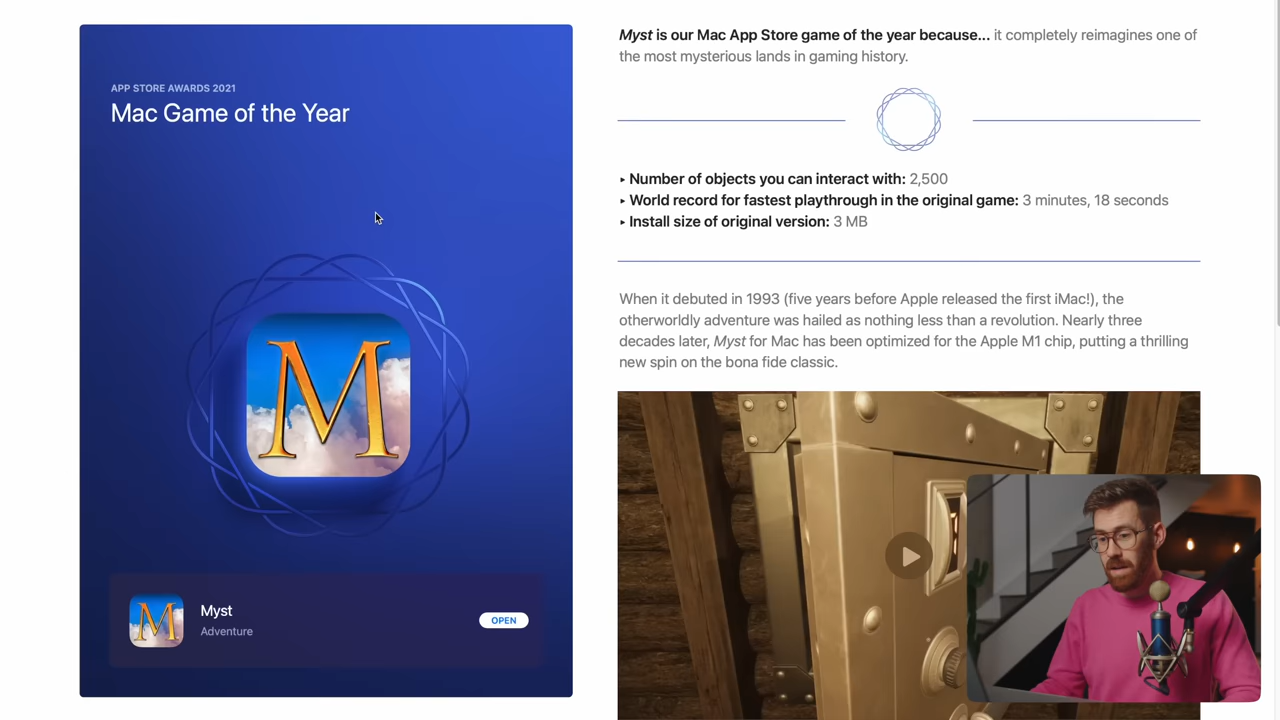 APP STORE AWARDS 2021
Mac Game of the Year
M
M
Myst
Adventure
OPEN
Myst is our Mac App Store game of the year because... it completely reimagines one of
the most mysterious lands in gaming history.
▸ Number of objects you can interact with: 2,500
▸ World record for fastest playthrough in the original game: 3 minutes, 18 seconds
▸ Install size of original version: 3 MB
When it debuted in 1993 (five years before Apple released the first iMac!), the
otherworldly adventure was hailed as nothing less than a revolution. Nearly three
decades later, Myst for Mac has been optimized for the Apple M1 chip, putting a thrilling
new spin on the bona fide classic.